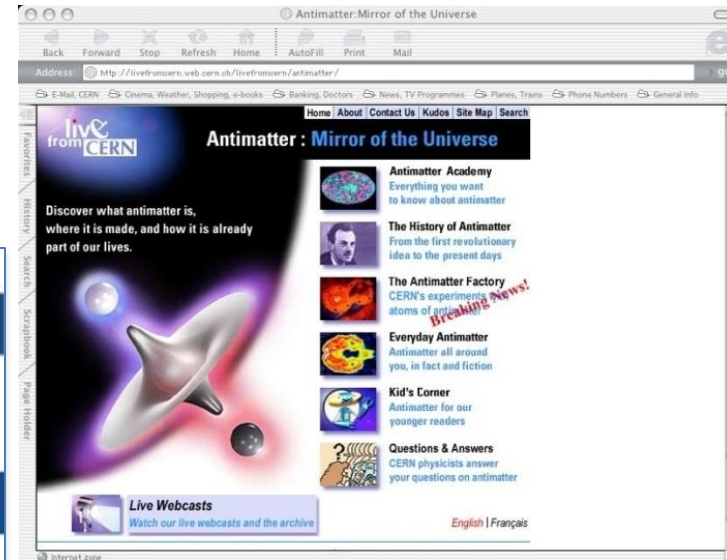 Antimatter:Mirror of the Universe
Back Forward Stop Refresh Home AutoFill Print Mail
Address: http://livefromcern.web.cern.ch/livefromcern/antimatter/
E-Mail, CERN Cinema, Weather, Shopping, e-books Banking, Doctors News, TV Programmes Planes, Trains Phone Numbers General Info
Favorites
History
Search
Scrapbook
Page Holder
Home About Contact Us Kudos Site Map Search
live
from CERN
Antimatter : Mirror of the Universe
Discover what antimatter is,
where it is made, and how it is already
part of our lives.
Antimatter Academy
Everything you want
to know about antimatter
The History of Antimatter
From the first revolutionary
idea to the present days
The Antimatter Factory
CERN's experiments
atoms of
Breaking News!
Everyday Antimatter
Antimatter all around
you, in fact and fiction
Kid's Corner
Antimatter for our
younger readers
Questions & Answers
CERN physicists answer
your questions on antimatter
Live Webcasts
Watch our live webcasts and the archive
English | Français
Internet zone